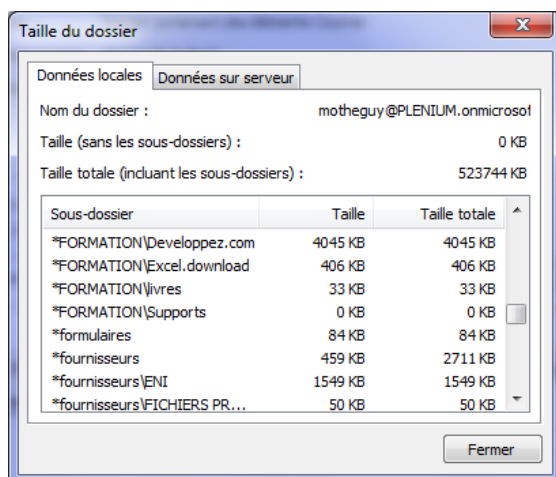 Taille du dossier
Données locales Données sur serveur
Nom du dossier : motheguy@PLENIUM.onmicrosof
Taille (sans les sous-dossiers) : 0 KB
Taille totale (incluant les sous-dossiers) : 523744 KB
Sous-dossier Taille Taille totale
*FORMATION\Developpez.com 4045 KB 4045 KB
*FORMATION\Excel.download 406 KB 406 KB
*FORMATION\livres 33 KB 33 KB
*FORMATION\Supports 0 KB 0 KB
*formulaires 84 KB 84 KB
*fournisseurs 459 KB 2711 KB
*fournisseurs\ENI 1549 KB 1549 KB
*fournisseurs\FICHIERS PR... 50 KB 50 KB
Fermer